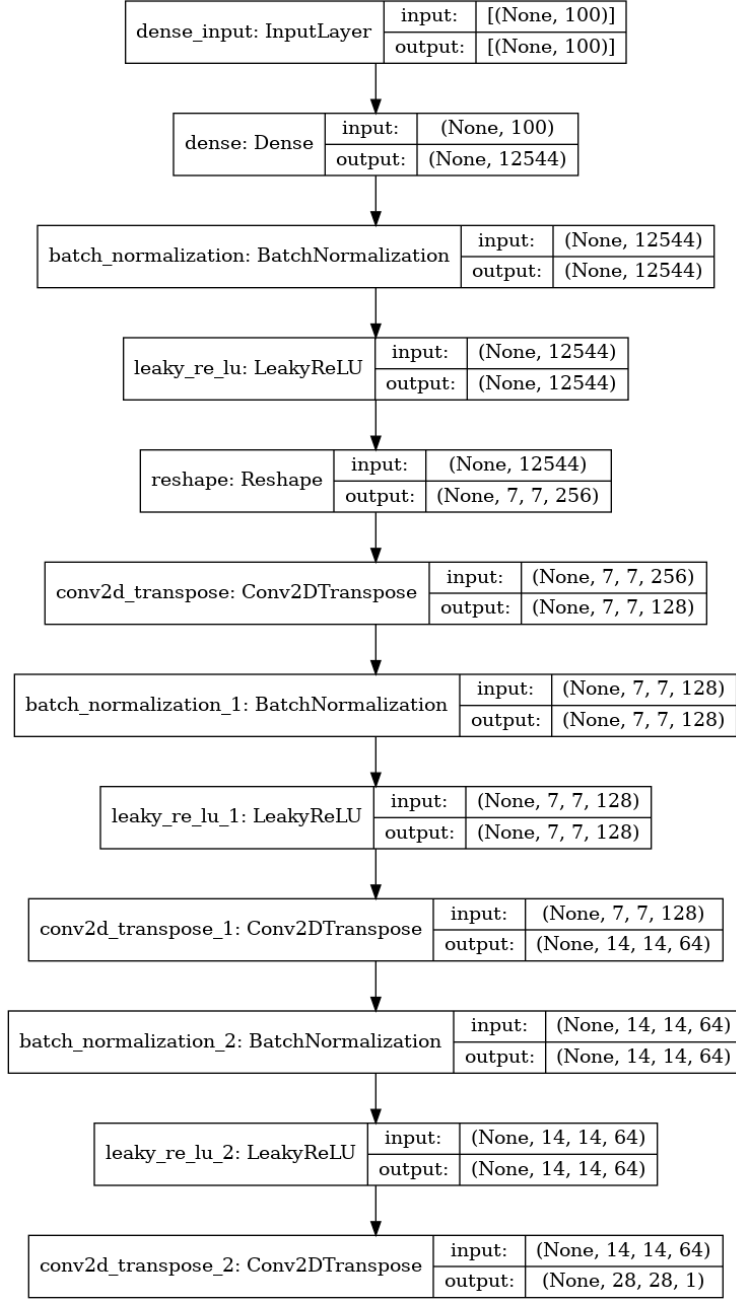 dense_input: InputLayer
input: [(None, 100)]
output: [(None, 100)]
dense: Dense
input: (None, 100)
output: (None, 12544)
batch_normalization: BatchNormalization
input: (None, 12544)
output: (None, 12544)
leaky_re_lu: LeakyReLU
input: (None, 12544)
output: (None, 12544)
reshape: Reshape
input: (None, 12544)
output: (None, 7, 7, 256)
conv2d_transpose: Conv2DTranspose
input: (None, 7, 7, 256)
output: (None, 7, 7, 128)
batch_normalization_1: BatchNormalization
input: (None, 7, 7, 128)
output: (None, 7, 7, 128)
leaky_re_lu_1: LeakyReLU
input: (None, 7, 7, 128)
output: (None, 7, 7, 128)
conv2d_transpose_1: Conv2DTranspose
input: (None, 7, 7, 128)
output: (None, 14, 14, 64)
batch_normalization_2: BatchNormalization
input: (None, 14, 14, 64)
output: (None, 14, 14, 64)
leaky_re_lu_2: LeakyReLU
input: (None, 14, 14, 64)
output: (None, 14, 14, 64)
conv2d_transpose_2: Conv2DTranspose
input: (None, 14, 14, 64)
output: (None, 28, 28, 1)